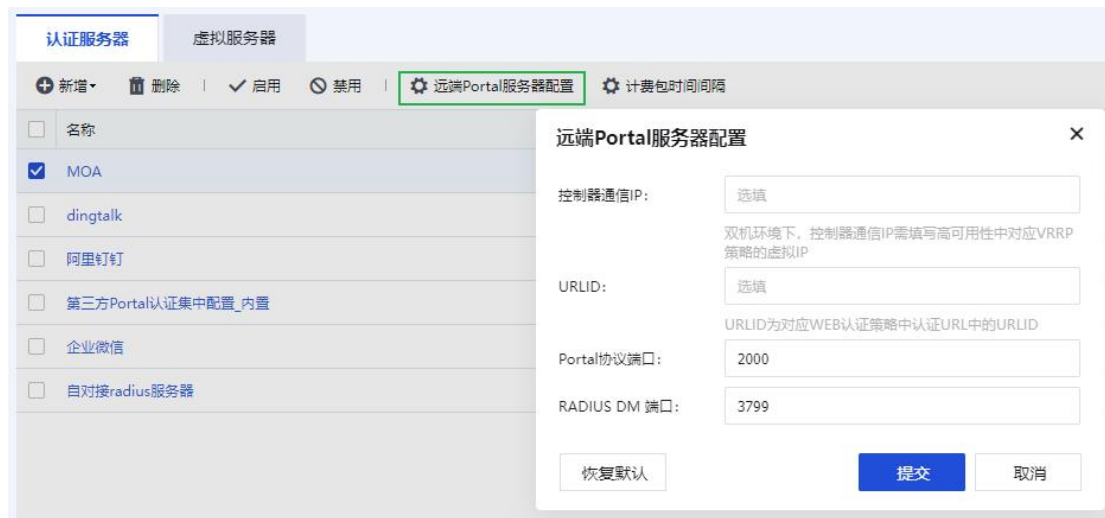 认证服务器
虚拟服务器
新增
删除
启用
禁用
远端Portal服务器配置
计费包时间间隔
名称
MOA
dingtalk
阿里钉钉
第三方Portal认证集中配置_内置
企业微信
自对接radius服务器
远端Portal服务器配置
控制器通信IP:
选填
双机环境下，控制器通信IP需填写高可用性中对应VRRP
策略的虚拟IP
URLID:
选填
URLID为对应WEB认证策略中认证URL中的URLID
Portal协议端口:
2000
RADIUS DM 端口:
3799
恢复默认
提交
取消